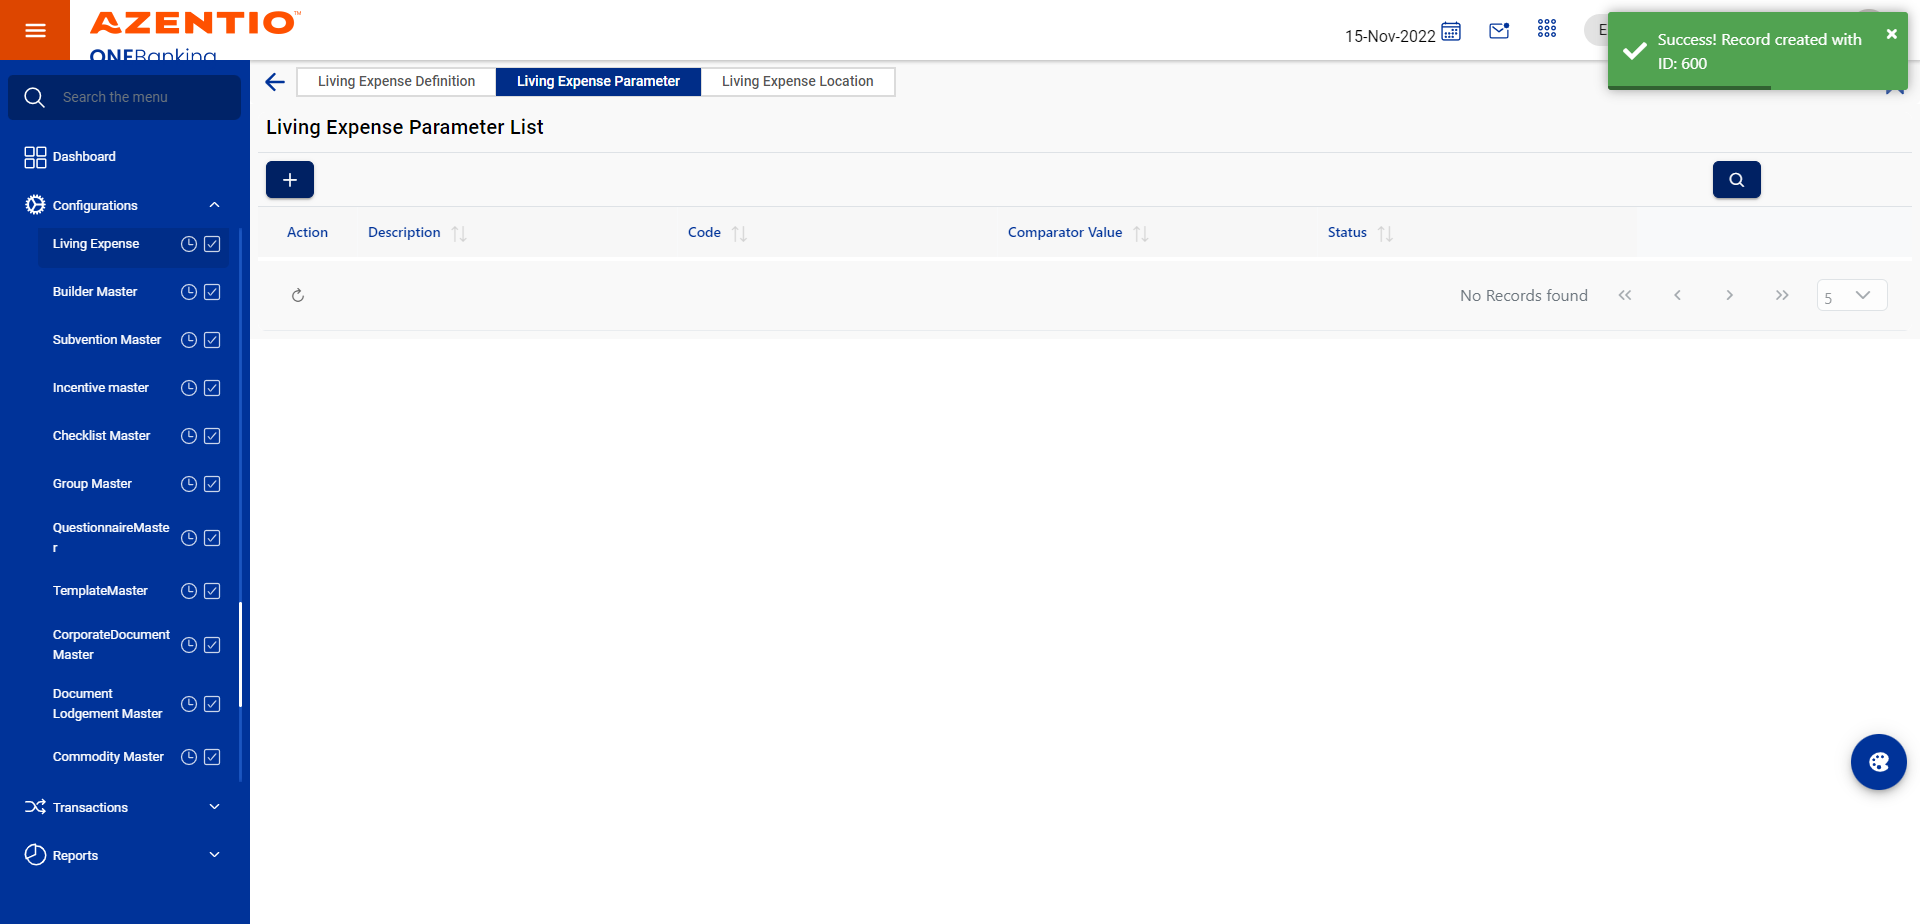 AZENTIO™
ONEBanking
15-Nov-2022
E
Success! Record created with
ID: 600
Search the menu
Dashboard
Configurations
Living Expense
Builder Master
Subvention Master
Incentive master
Checklist Master
Group Master
QuestionnaireMaste
r
TemplateMaster
CorporateDocument
Master
Document
Lodgement Master
Commodity Master
Transactions
Reports
Living Expense Definition
Living Expense Parameter
Living Expense Location
Living Expense Parameter List
Action
Description
Code
Comparator Value
Status
No Records found
5